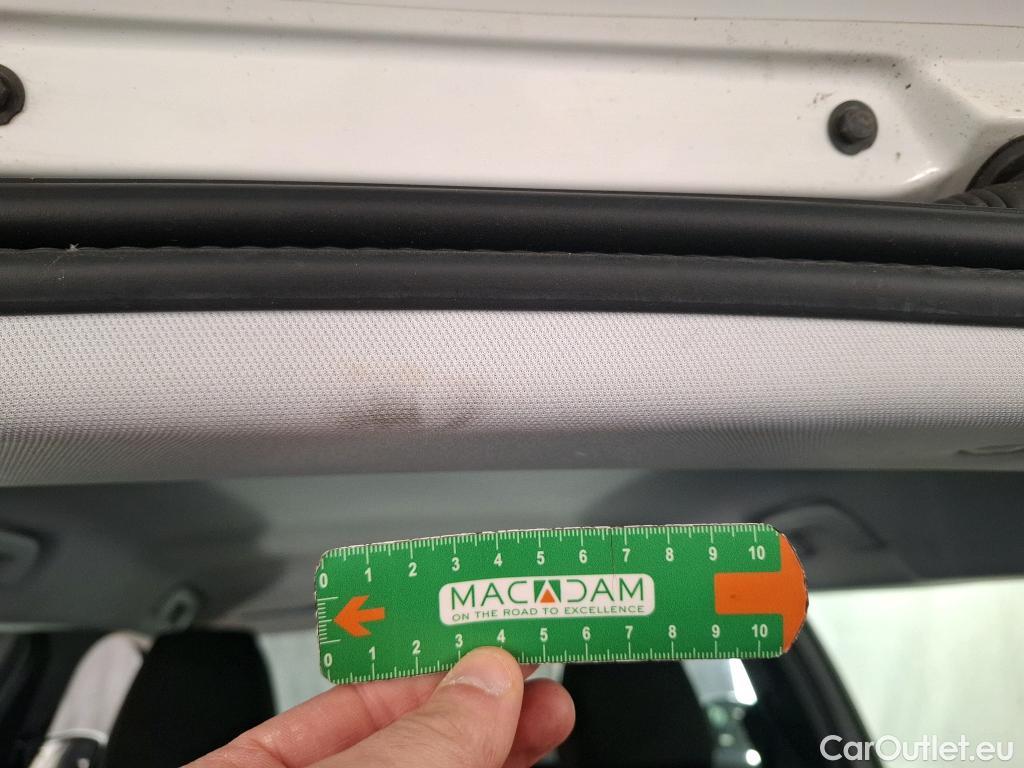 0 1 2 3 4 5 6 7 8 9 10
MACADAM
ON THE ROAD TO EXCELLENCE
0 1 2 3 4 5 6 7 8 9 10
CarOutlet.eu